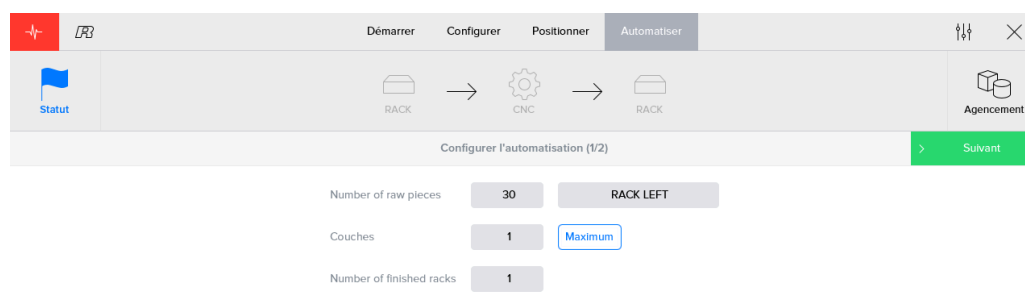 Démarrer Configurer Positionner Automatiser
Statut RACK CNC RACK Agencement
Configurer l'automatisation (1/2) Suivant
Number of raw pieces 30 RACK LEFT
Couches 1 Maximum
Number of finished racks 1